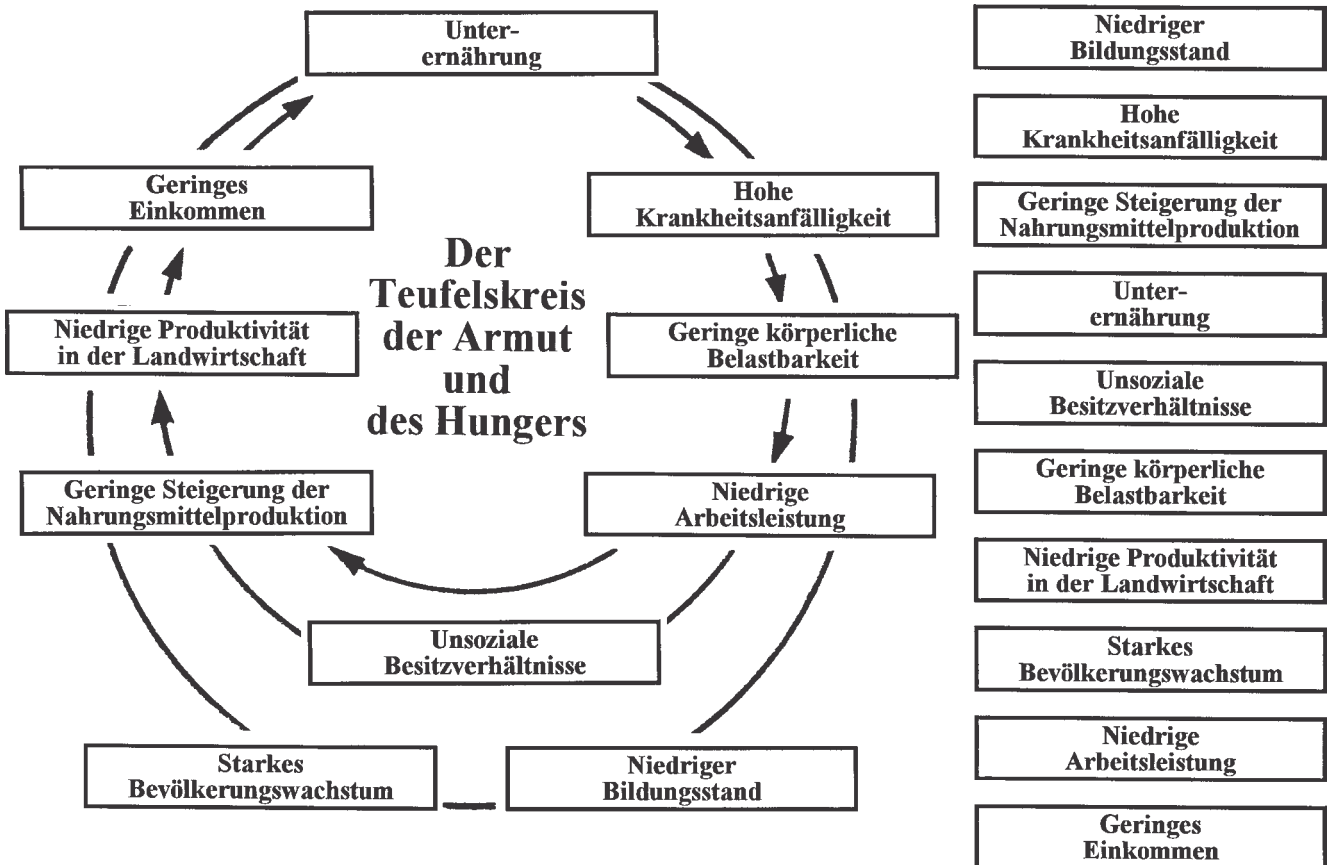 Unter-
ernährung
Geringes
Einkommen
Hohe
Krankheitsanfälligkeit
Der
Teufelskreis
der Armut
und
des Hungers
Niedrige Produktivität
in der Landwirtschaft
Geringe körperliche
Belastbarkeit
Geringe Steigerung der
Nahrungsmittelproduktion
Niedrige
Arbeitsleistung
Unsoziale
Besitzverhältnisse
Starkes
Bevölkerungswachstum
Niedriger
Bildungsstand
Niedriger
Bildungsstand
Hohe
Krankheitsanfälligkeit
Geringe Steigerung der
Nahrungsmittelproduktion
Unter-
ernährung
Unsoziale
Besitzverhältnisse
Geringe körperliche
Belastbarkeit
Niedrige Produktivität
in der Landwirtschaft
Starkes
Bevölkerungswachstum
Niedrige
Arbeitsleistung
Geringes
Einkommen